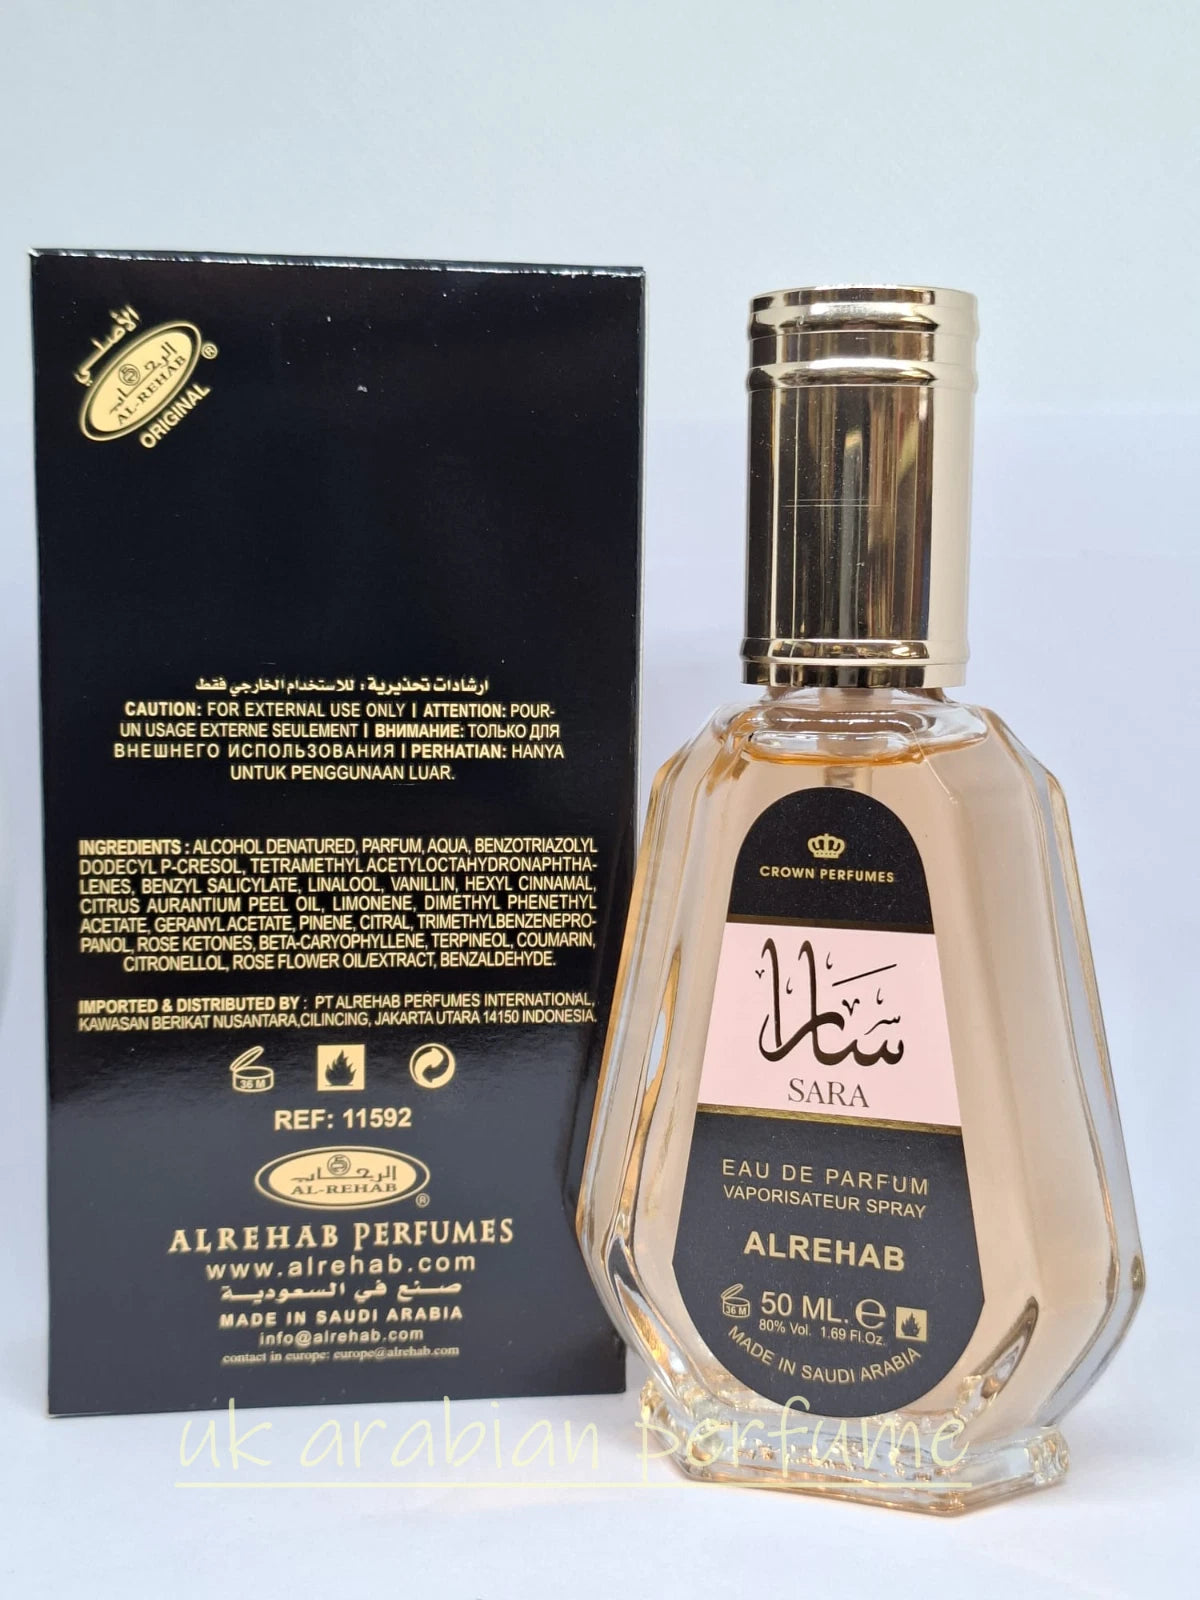 الأصلي
الرحاب
AL-REHAB
®
ORIGINAL
ارشادات تحذيرية : للاستخدام الخارجي فقط
CAUTION: FOR EXTERNAL USE ONLY | ATTENTION: POUR-
UN USAGE EXTERNE SEULEMENT | ВНИМАНИЕ: ТОЛЬКО ДЛЯ
ВНЕШНЕГО ИСПОЛЬЗОВАНИЯ | PERHATIAN: HANYA
UNTUK PENGGUNAAN LUAR.
INGREDIENTS : ALCOHOL DENATURED, PARFUM, AQUA, BENZOTRIAZOLYL
DODECYL P-CRESOL, TETRAMETHYL ACETYLOCTAHYDRONAPHTHA-
LENES, BENZYL SALICYLATE, LINALOOL, VANILLIN, HEXYL CINNAMAL,
CITRUS AURANTIUM PEEL OIL, LIMONENE, DIMETHYL PHENETHYL
ACETATE, GERANYL ACETATE, PINENE, CITRAL, TRIMETHYLBENZENEPRO-
PANOL, ROSE KETONES, BETA-CARYOPHYLLENE, TERPINEOL, COUMARIN,
CITRONELLOL, ROSE FLOWER OIL/EXTRACT, BENZALDEHYDE.
IMPORTED & DISTRIBUTED BY : PT ALREHAB PERFUMES INTERNATIONAL,
KAWASAN BERIKAT NUSANTARA,CILINCING, JAKARTA UTARA 14150 INDONESIA.
36 M
REF: 11592
الرحاب
AL-REHAB
®
ALREHAB PERFUMES
www.alrehab.com
صنع في السعودية
MADE IN SAUDI ARABIA
info@alrehab.com
contact in europe: europe@alrehab.com
CROWN PERFUMES
سارا
SARA
EAU DE PARFUM
VAPORISATEUR SPRAY
ALREHAB
36 M 50 ML. ℮
80% Vol. 1.69 Fl.Oz.
MADE IN SAUDI ARABIA
uk arabian perfume